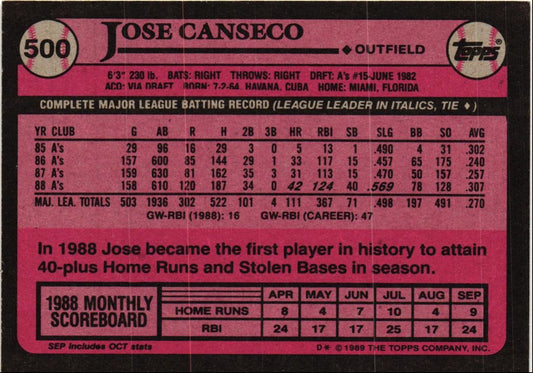 500
JOSE CANSECO
◆ OUTFIELD
Topps
6'3" 230 lb. BATS: RIGHT THROWS: RIGHT DRFT: A's #15-JUNE 1982
ACQ: VIA DRAFT BORN: 7-2-64, HAVANA, CUBA HOME: MIAMI, FLORIDA
COMPLETE MAJOR LEAGUE BATTING RECORD (LEAGUE LEADER IN ITALICS, TIE ♦)
YR CLUB G AB R H 2B 3B HR RBI SB SLG BB SO AVG
85 A's 29 96 16 29 3 0 5 13 1 .490 4 31 .302
86 A's 157 600 85 144 29 1 33 117 15 .457 65 175 .240
87 A's 159 630 81 162 35 3 31 113 15 .470 50 157 .257
88 A's 158 610 120 187 34 0 42 124 40 .569 78 128 .307
MAJ. LEA. TOTALS 503 1936 302 522 101 4 111 367 71 .498 197 491 .270
GW-RBI (1988): 16 GW-RBI (CAREER): 47
In 1988 Jose became the first player in history to attain
40-plus Home Runs and Stolen Bases in season.
1988 MONTHLY
SCOREBOARD
APR MAY JUN JUL AUG SEP
HOME RUNS 8 4 7 10 4 9
RBI 24 17 17 25 17 24
SEP includes OCT stats
D* © 1989 THE TOPPS COMPANY, INC.